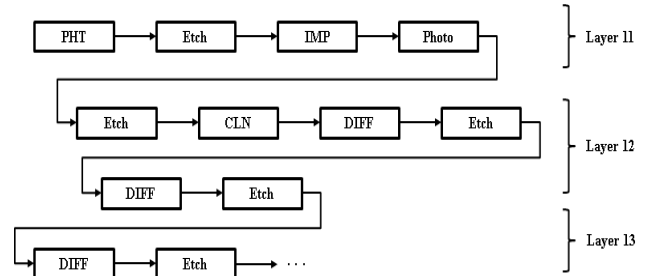 PHT Etch IMP Photo Layer 11
Etch CLN DIFF Etch
Layer 12
DIFF Etch
Layer 13
DIFF Etch ...